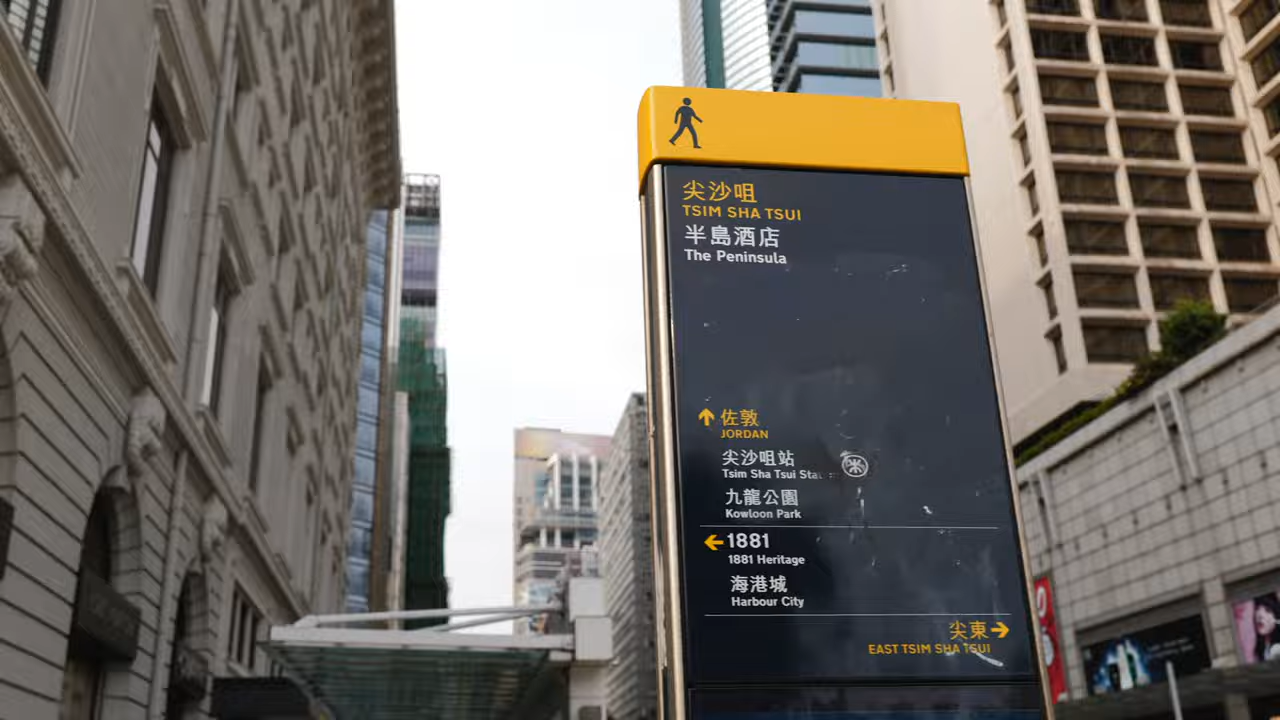 尖沙咀
TSIM SHA TSUI
半島酒店
The Peninsula
佐敦
JORDAN
尖沙咀站
Tsim Sha Tsui
九龍公園
Kowloon Park
1881
1881 Heritage
海港城
Harbour City
尖東
EAST TSIM SHA TSUI